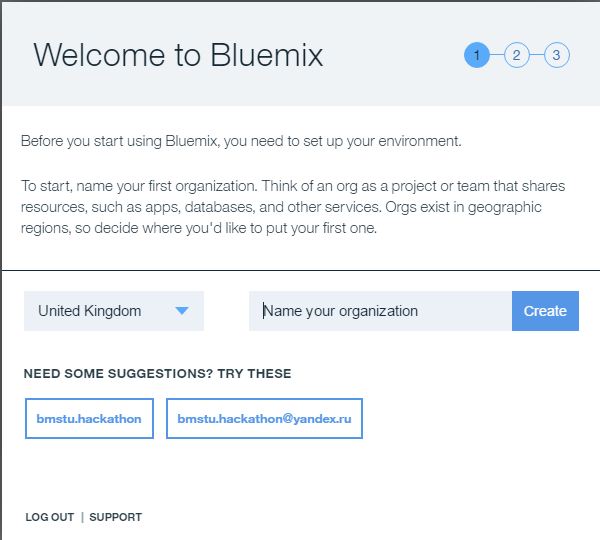 Welcome to Bluemix
1 2 3
Before you start using Bluemix, you need to set up your environment.
To start, name your first organization. Think of an org as a project or team that shares
resources, such as apps, databases, and other services. Orgs exist in geographic
regions, so decide where you'd like to put your first one.
United Kingdom
Name your organization
Create
NEED SOME SUGGESTIONS? TRY THESE
bmstu.hackathon
bmstu.hackathon@yandex.ru
LOG OUT | SUPPORT